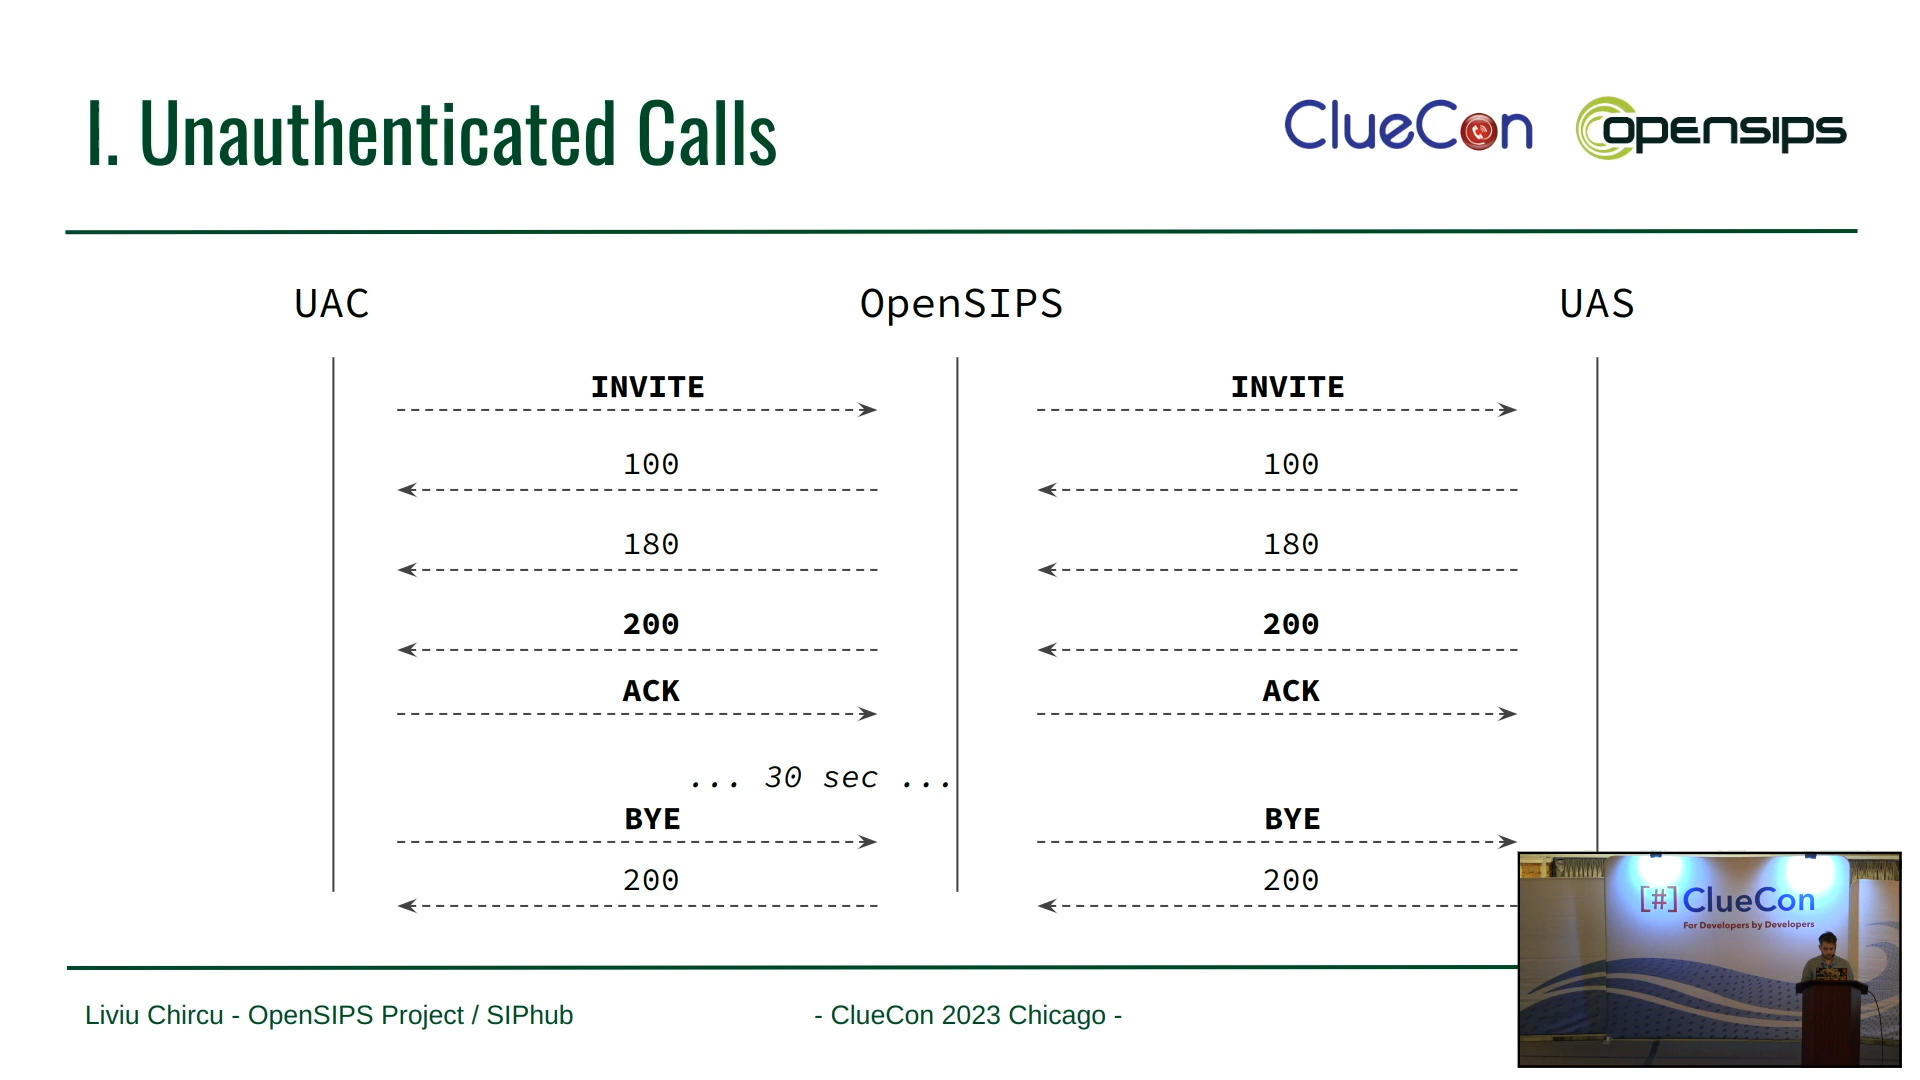 I. Unauthenticated Calls
ClueCon
opensips
UAC OpenSIPS UAS
INVITE INVITE
100 100
180 180
200 200
ACK ACK
... 30 sec ...
BYE BYE
200 200
[#] ClueCon
For Developers by Developers
Liviu Chircu - OpenSIPS Project / SIPhub
- ClueCon 2023 Chicago -